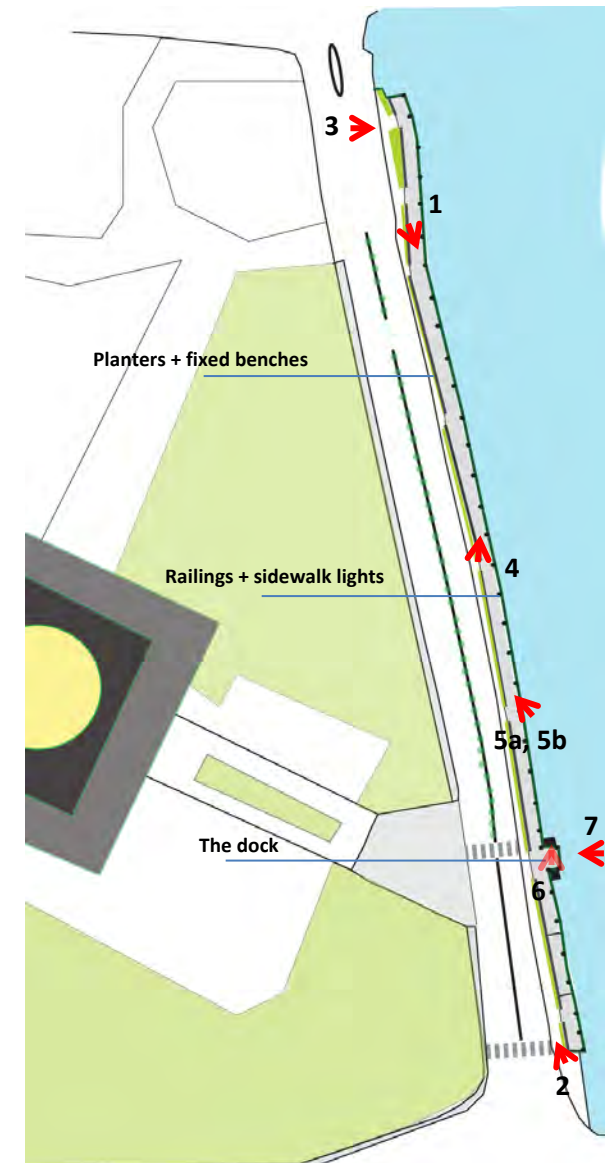 3
1
Planters + fixed benches
4
Railings + sidewalk lights
5a, 5b
7
The dock
6
2